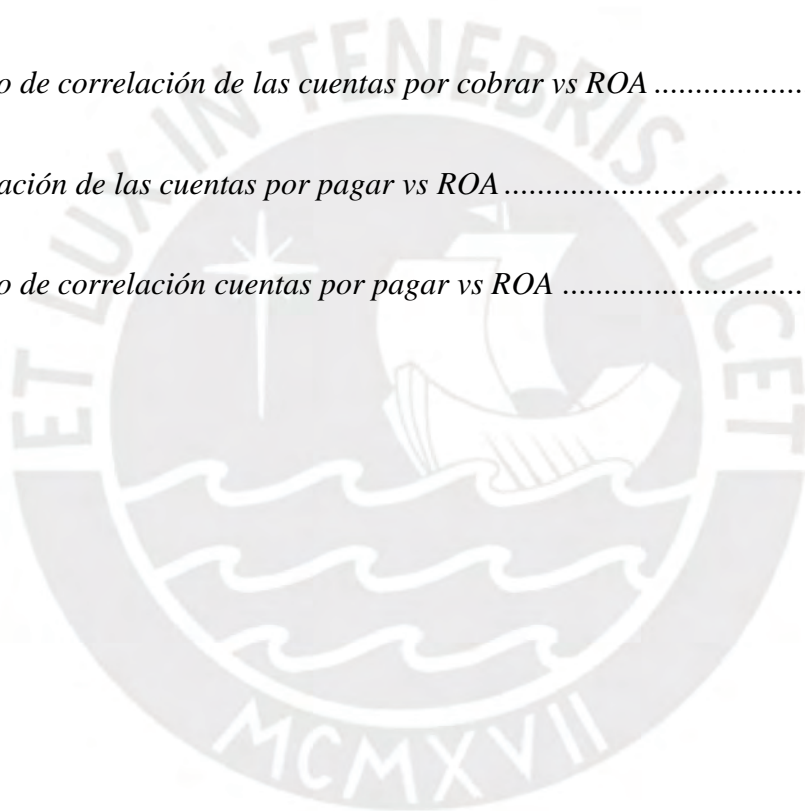 o de correlación de las cuentas por cobrar vs ROA ..................
ación de las cuentas por pagar vs ROA ....................................
o de correlación cuentas por pagar vs ROA .............................
ET LUX IN TENEBRIS LUCET
MCMXVII